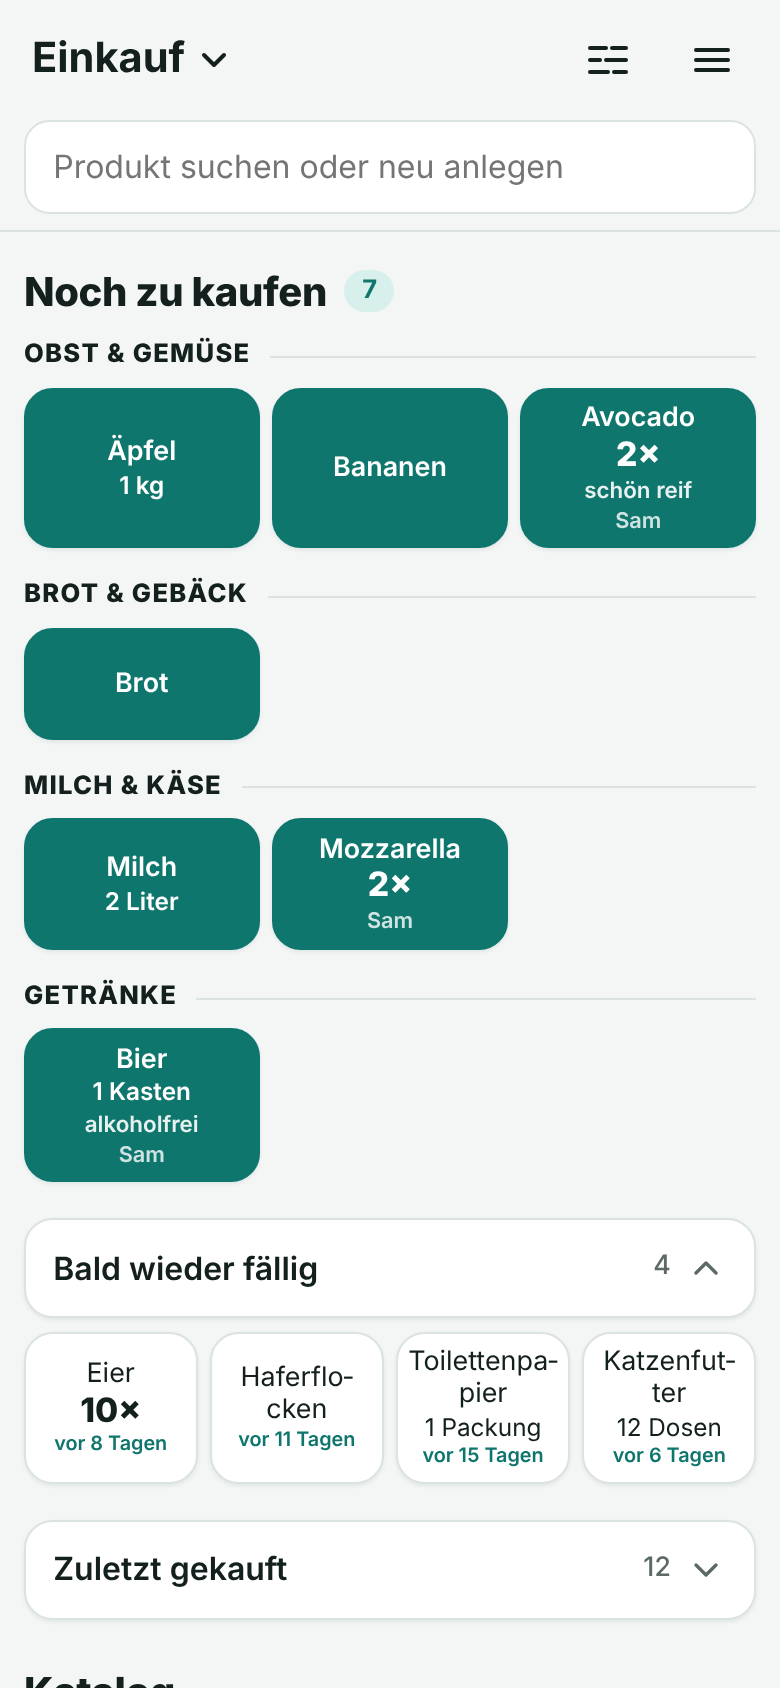 Einkauf
Produkt suchen oder neu anlegen
Noch zu kaufen 7
OBST & GEMÜSE
Äpfel
1 kg
Bananen
Avocado
2×
schön reif
Sam
BROT & GEBÄCK
Brot
MILCH & KÄSE
Milch
2 Liter
Mozzarella
2×
Sam
GETRÄNKE
Bier
1 Kasten
alkoholfrei
Sam
Bald wieder fällig 4
Eier
10×
vor 8 Tagen
Haferflo-
cken
vor 11 Tagen
Toilettenpa-
pier
1 Packung
vor 15 Tagen
Katzenfut-
ter
12 Dosen
vor 6 Tagen
Zuletzt gekauft 12
Katalog